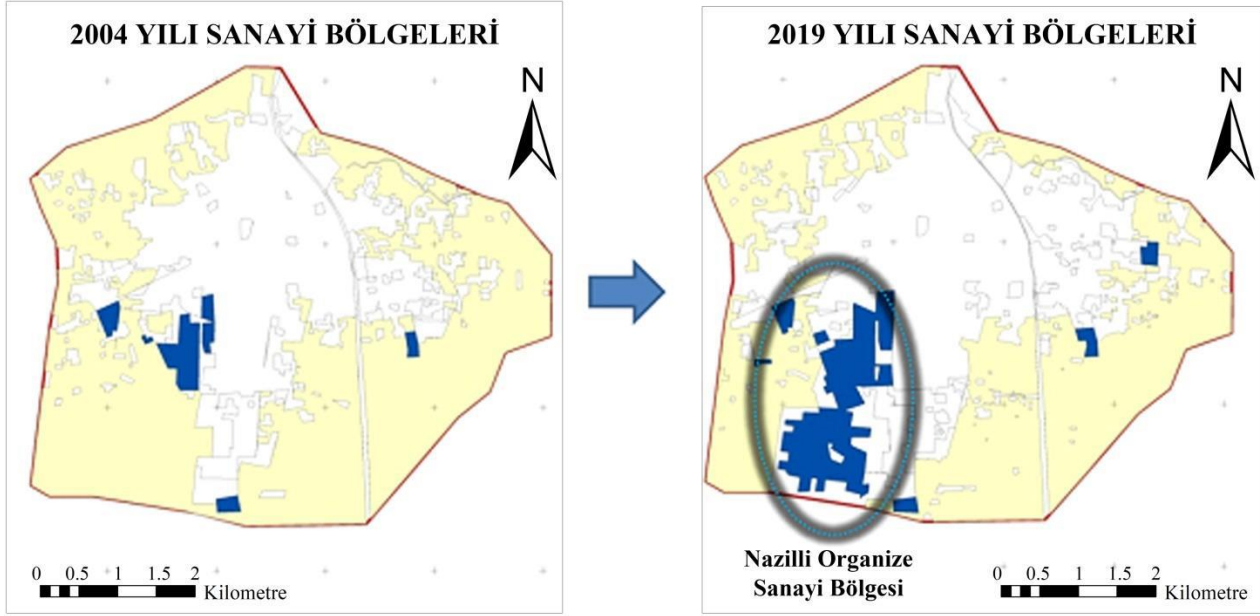 2004 YILI SANAYİ BÖLGELERİ
N
0 0.5 1 1.5 2
Kilometre
2019 YILI SANAYİ BÖLGELERİ
N
Nazilli Organize
Sanayi Bölgesi
0 0.5 1 1.5 2
Kilometre